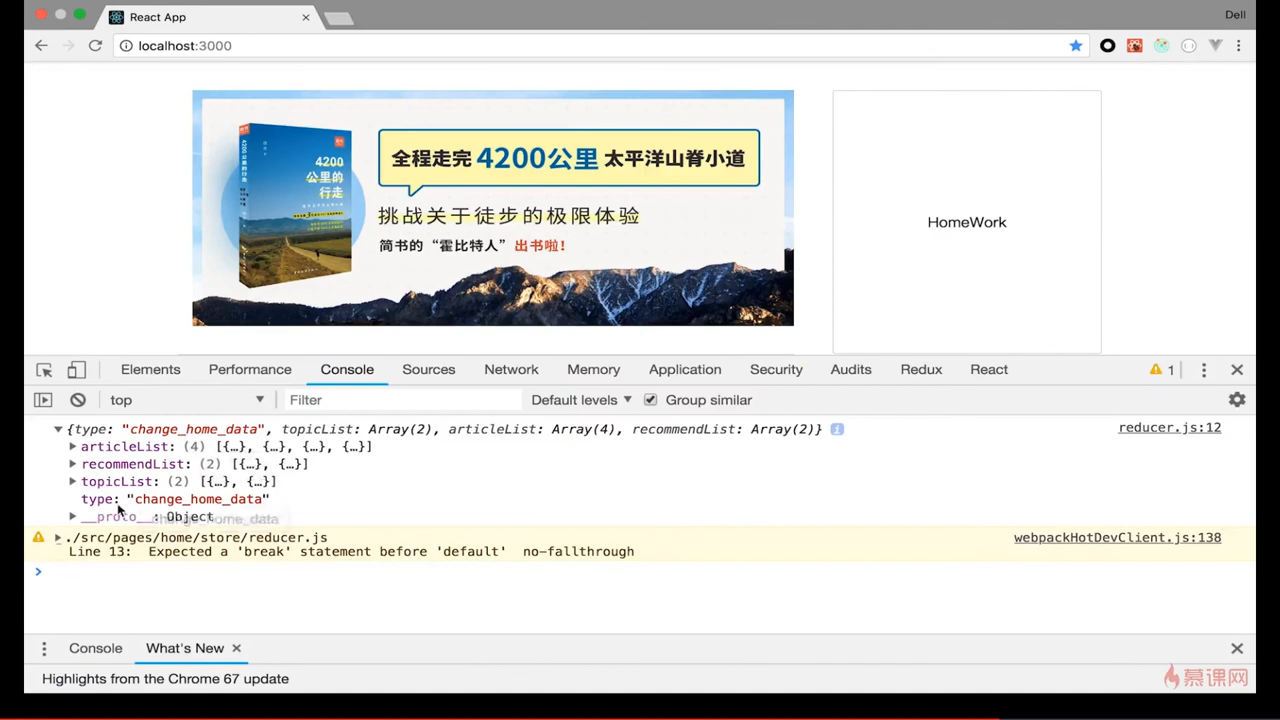 React App
Dell
localhost:3000
4200
公里的
行走
全程走完 4200公里 太平洋山脊小道
挑战关于徒步的极限体验
简书的“霍比特人”出书啦！
HomeWork
Elements Performance Console Sources Network Memory Application Security Audits Redux React 1
top Filter Default levels Group similar
{type: "change_home_data", topicList: Array(2), articleList: Array(4), recommendList: Array(2)} reducer.js:12
articleList: (4) [{…}, {…}, {…}, {…}]
recommendList: (2) [{…}, {…}]
topicList: (2) [{…}, {…}]
type: "change_home_data"
__proto__: Object
change_home_data
./src/pages/home/store/reducer.js webpackHotDevClient.js:138
Line 13: Expected a 'break' statement before 'default' no-fallthrough
Console What's New
Highlights from the Chrome 67 update
慕课网